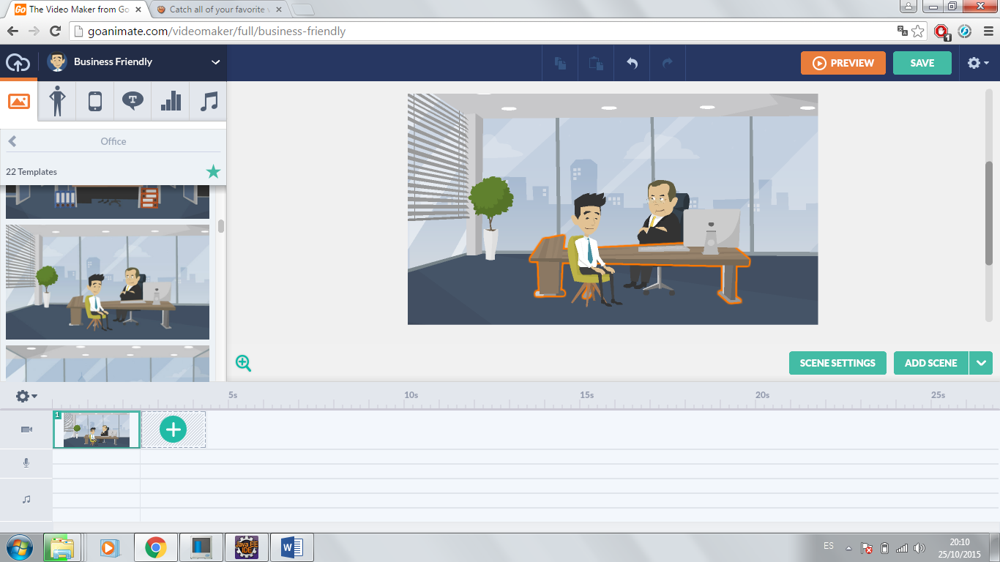 Go The Video Maker from Go
Catch all of your favorite
goanimate.com/videomaker/full/business-friendly
1
Business Friendly
PREVIEW
SAVE
T
Office
22 Templates
SCENE SETTINGS
ADD SCENE
5s 10s 15s 20s 25s
1
Java EE
IDE
W
ES
20:10
25/10/2015